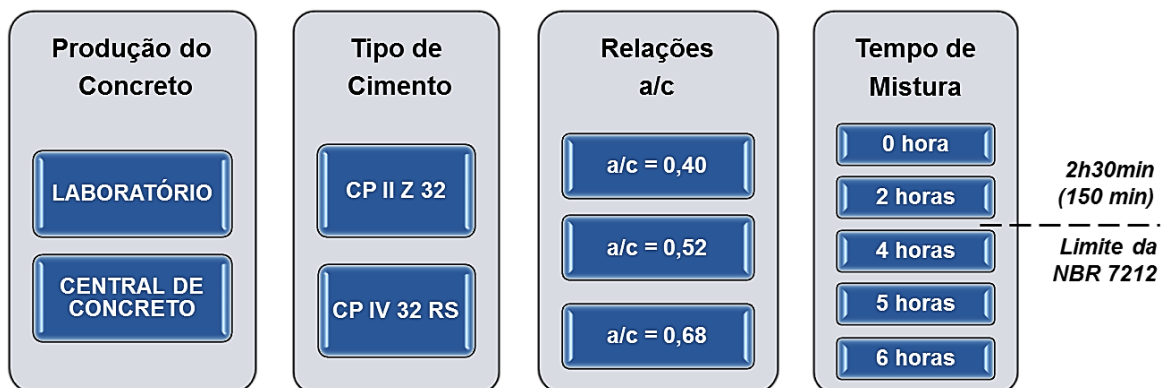 Produção do
Concreto
LABORATÓRIO
CENTRAL DE
CONCRETO
Tipo de
Cimento
CP II Z 32
CP IV 32 RS
Relações
a/c
a/c = 0,40
a/c = 0,52
a/c = 0,68
Tempo de
Mistura
0 hora
2 horas
4 horas
5 horas
6 horas
2h30min
(150 min)
Limite da
NBR 7212